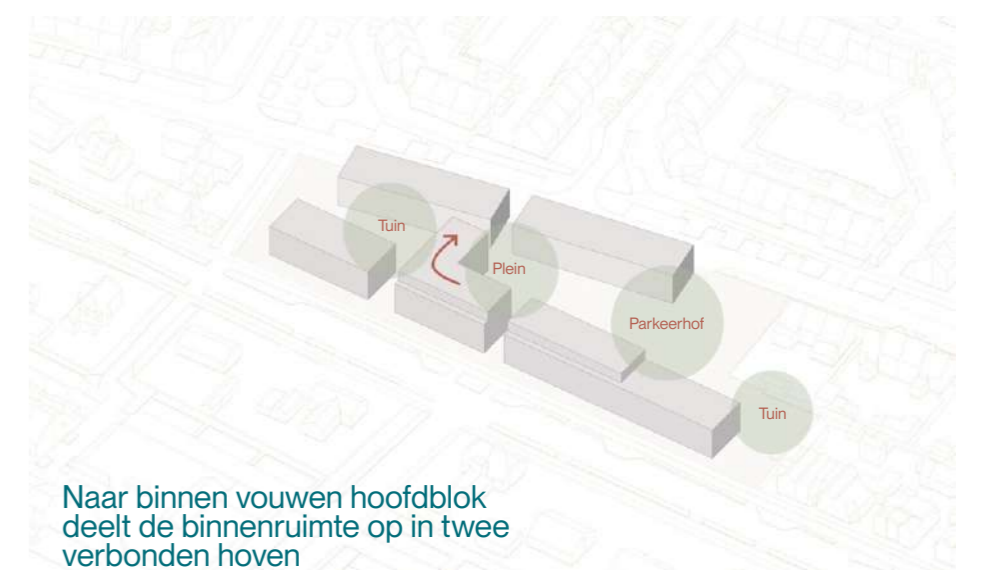 Tuin
Plein
Parkeerhof
Tuin
Naar binnen vouwen hoofdblok
deelt de binnenruimte op in twee
verbonden hoven